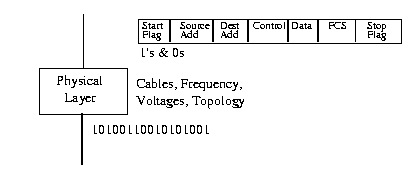 Start Flag Source Add Dest Add Control Data FCS Stop Flag
1's & 0s
Physical Layer
Cables, Frequency,
Voltages, Topology
10100110010101001